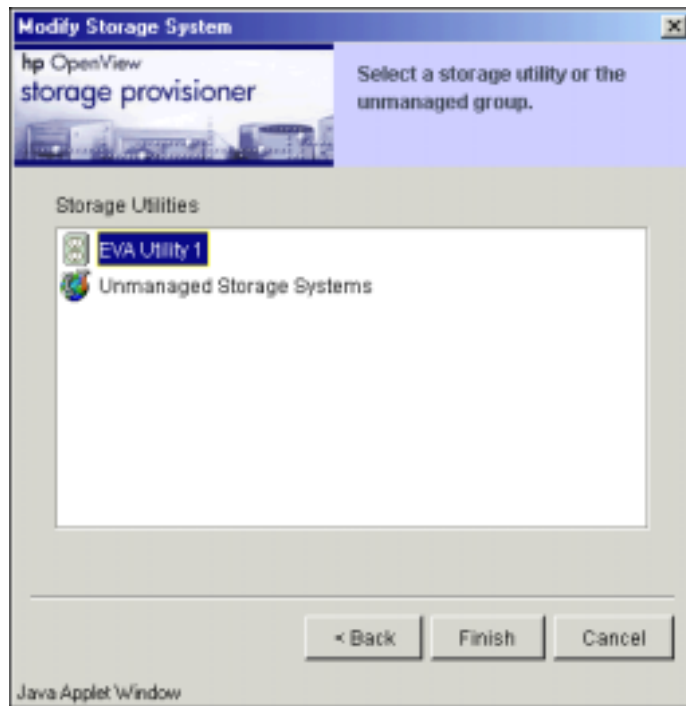 Modify Storage System
hp OpenView
storage provisioner
Select a storage utility or the
unmanaged group.
Storage Utilities
EVA Utility 1
Unmanaged Storage Systems
< Back
Finish
Cancel
Java Applet Window